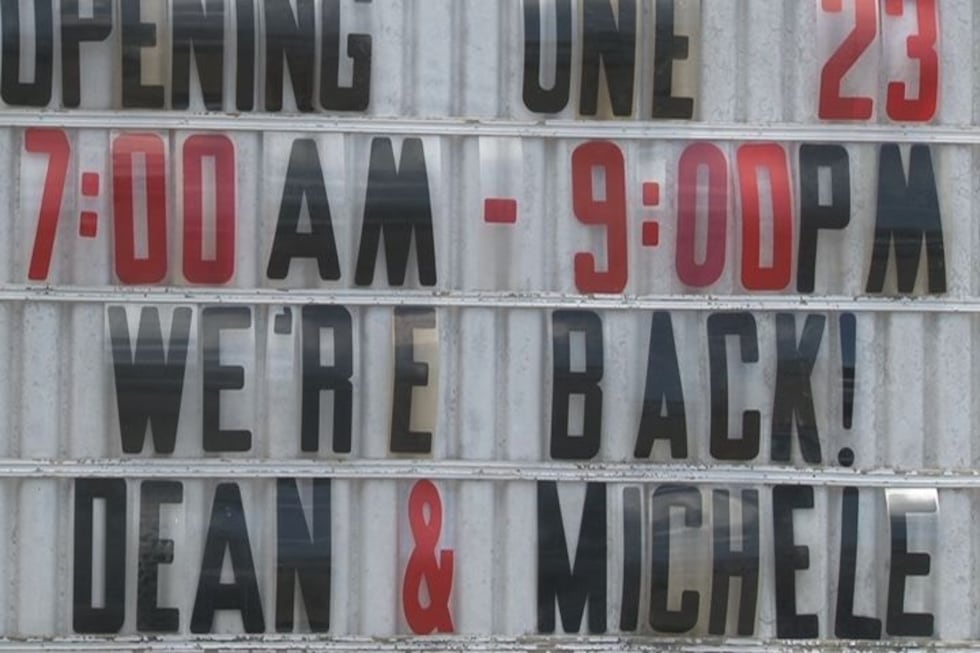 OPENING UNE 23
7:00 AM - 9:00PM
WE'RE BACK!
DEAN & MICHELE